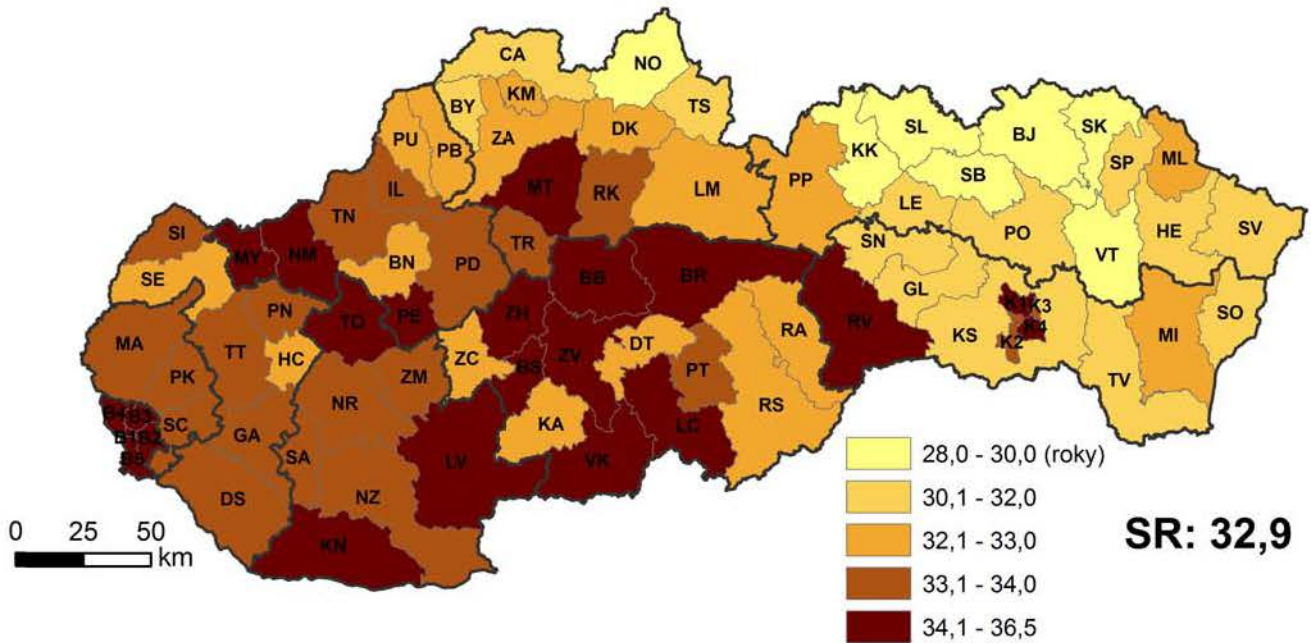 CA
NO
BY
KM
TS
PU
PB
ZA
DK
KK
SL
BJ
SK
SP
ML
IL
MT
RK
LM
PP
SB
LE
PO
HE
SV
VT
TN
TR
SI
MY
NM
BN
PD
SE
BB
BR
SN
GL
RV
PN
TO
PE
ZH
MA
TT
HC
ZC
ZV
DT
RA
KS
K1
K3
K4
K2
MI
SO
PK
ZM
BS
PT
TV
NR
KA
RS
B4
B3
SC
B1
B2
B5
GA
SA
LV
VK
LC
DS
NZ
KN
0 25 50
km
28,0 - 30,0 (roky)
30,1 - 32,0
32,1 - 33,0
33,1 - 34,0
34,1 - 36,5
SR: 32,9